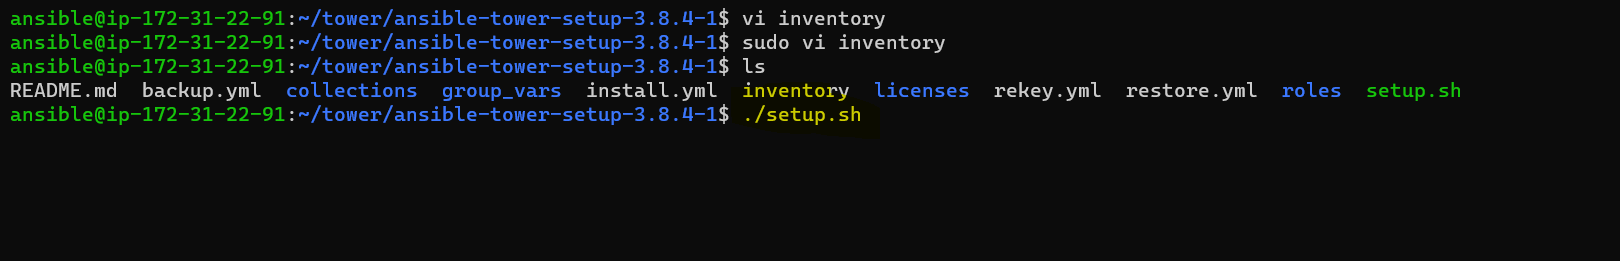 ansible@ip-172-31-22-91:~/tower/ansible-tower-setup-3.8.4-1$ vi inventory
ansible@ip-172-31-22-91:~/tower/ansible-tower-setup-3.8.4-1$ sudo vi inventory
ansible@ip-172-31-22-91:~/tower/ansible-tower-setup-3.8.4-1$ ls
README.md  backup.yml  collections  group_vars  install.yml  inventory  licenses  rekey.yml  restore.yml  roles  setup.sh
ansible@ip-172-31-22-91:~/tower/ansible-tower-setup-3.8.4-1$ ./setup.sh